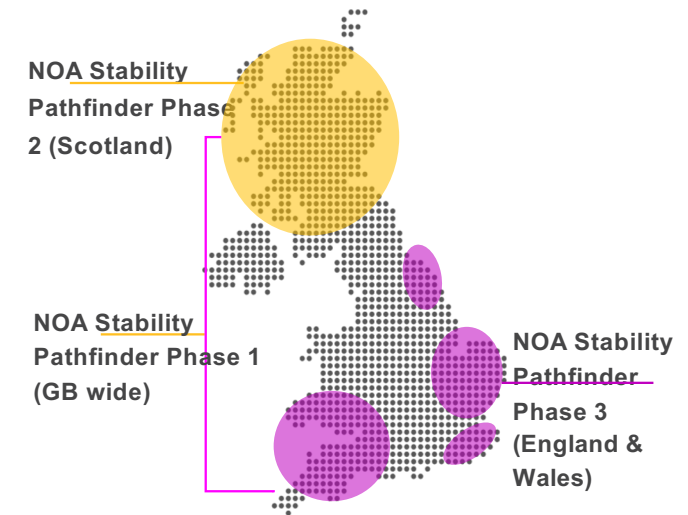 NOA Stability
Pathfinder Phase
2 (Scotland)
NOA Stability
Pathfinder Phase 1
(GB wide)
NOA Stability
Pathfinder
Phase 3
(England &
Wales)